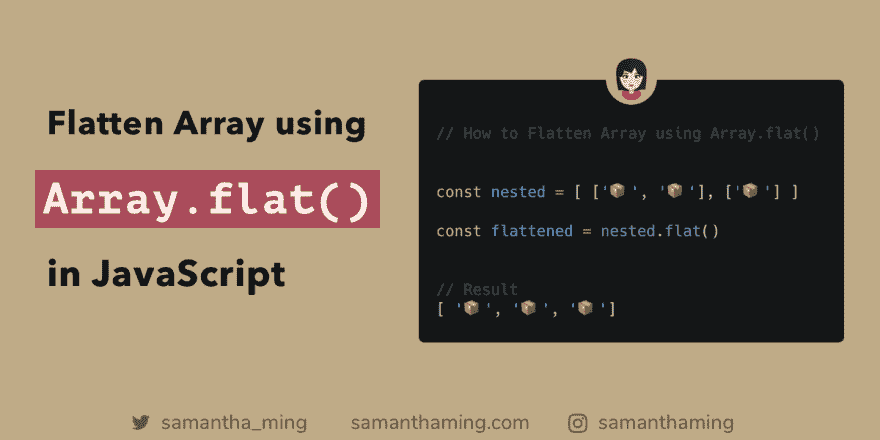 Flatten Array using
Array.flat()
in JavaScript
// How to Flatten Array using Array.flat()
const nested = [ ['📦 ', '📦 '], ['📦 '] ]
const flattened = nested.flat()
// Result
[ '📦 ', '📦 ', '📦 ']
samantha_ming
samanthaming.com
samanthaming